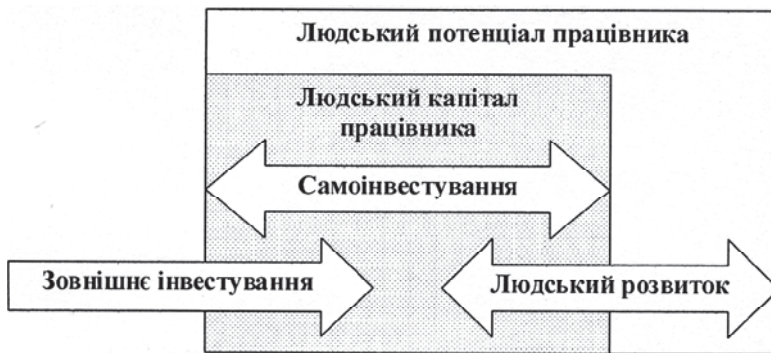 Людський потенціал працівника
Людський капітал
працівника
Самоінвестування
Зовнішнє інвестування
Людський розвиток